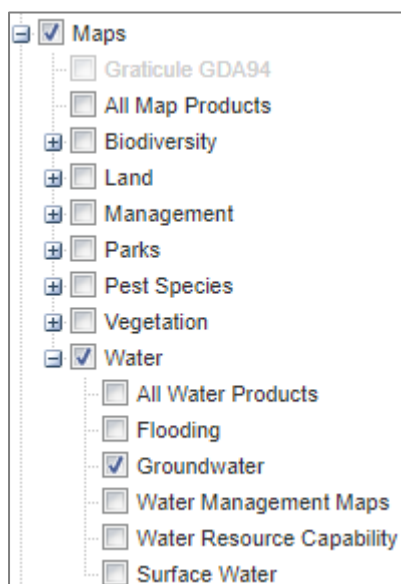 Maps
Graticule GDA94
All Map Products
Biodiversity
Land
Management
Parks
Pest Species
Vegetation
Water
All Water Products
Flooding
Groundwater
Water Management Maps
Water Resource Capability
Surface Water